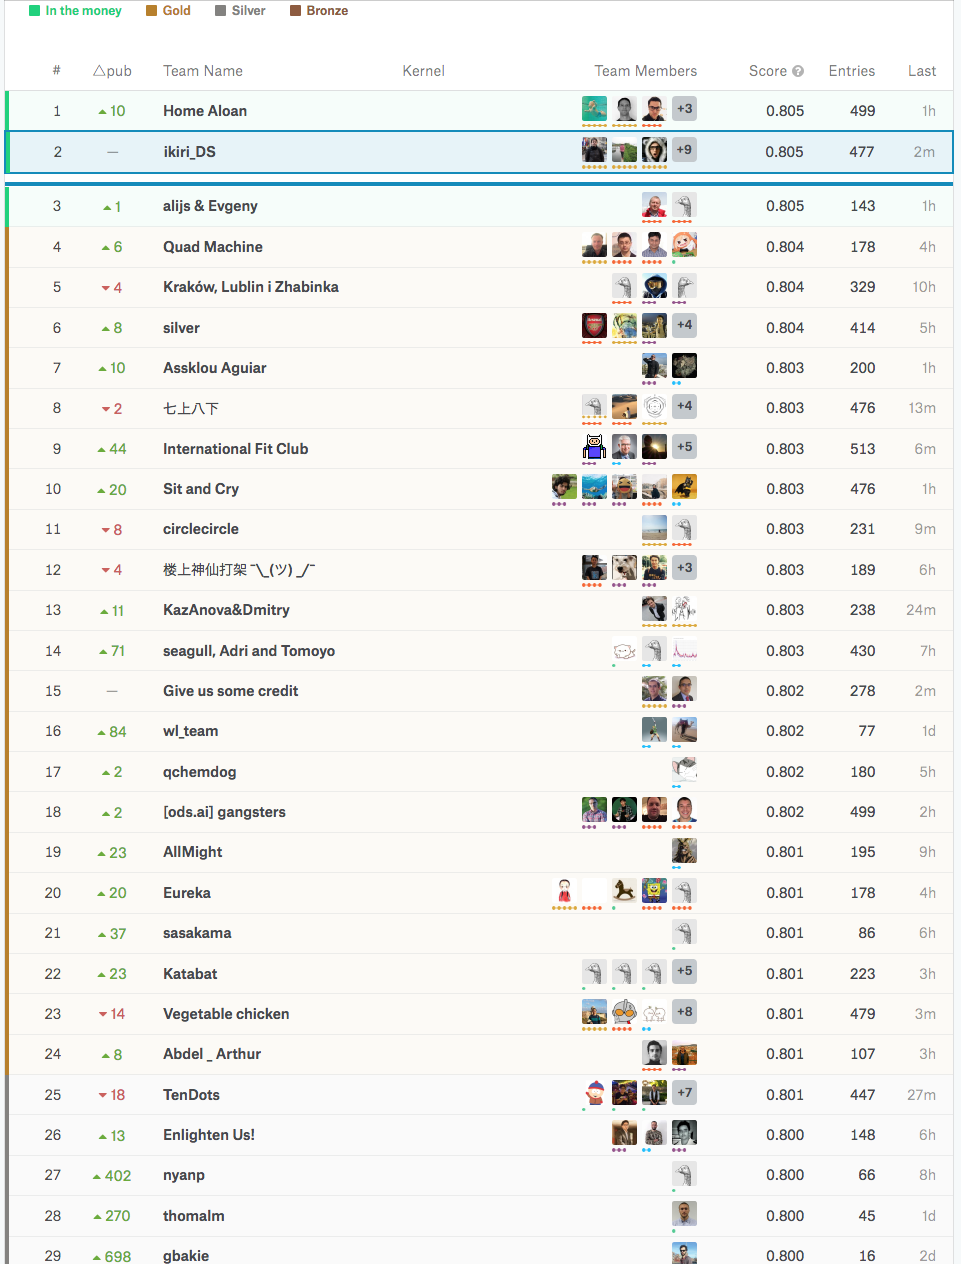 In the money Gold Silver Bronze
# △pub Team Name Kernel Team Members Score Entries Last
1 10 Home Aloan +3 0.805 499 1h
2 — ikiri_DS +9 0.805 477 2m
3 1 alijs & Evgeny 0.805 143 1h
4 6 Quad Machine 0.804 178 4h
5 4 Kraków, Lublin i Zhabinka 0.804 329 10h
6 8 silver +4 0.804 414 5h
7 10 Assklou Aguiar 0.803 200 1h
8 2 七上八下 +4 0.803 476 13m
9 44 International Fit Club +5 0.803 513 6m
10 20 Sit and Cry 0.803 476 1h
11 8 circlecircle 0.803 231 9m
12 4 楼上神仙打架 ¯\_(ツ)_/¯ +3 0.803 189 6h
13 11 KazAnova&Dmitry 0.803 238 24m
14 71 seagull, Adri and Tomoyo 0.803 430 7h
15 — Give us some credit 0.802 278 2m
16 84 wl_team 0.802 77 1d
17 2 qchemdog 0.802 180 5h
18 2 [ods.ai] gangsters 0.802 499 2h
19 23 AllMight 0.801 195 9h
20 20 Eureka 0.801 178 4h
21 37 sasakama 0.801 86 6h
22 23 Katabat +5 0.801 223 3h
23 14 Vegetable chicken +8 0.801 479 3m
24 8 Abdel _ Arthur 0.801 107 3h
25 18 TenDots +7 0.801 447 27m
26 13 Enlighten Us! 0.800 148 6h
27 402 nyanp 0.800 66 8h
28 270 thomalm 0.800 45 1d
29 698 gbakie 0.800 16 2d